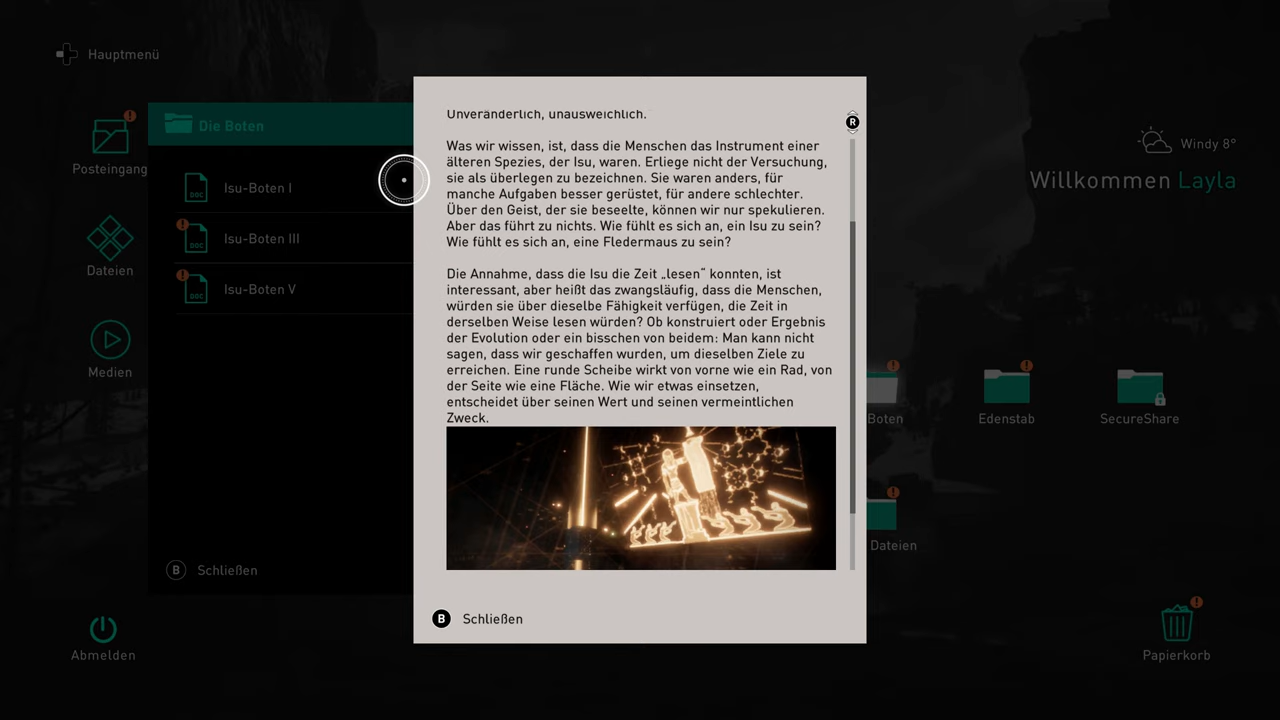 Hauptmenü
Posteingang
Dateien
Medien
Abmelden
Die Boten
DOC
Isu-Boten I
DOC
Isu-Boten III
DOC
Isu-Boten V
B Schließen
Unveränderlich, unausweichlich.
Was wir wissen, ist, dass die Menschen das Instrument einer
älteren Spezies, der Isu, waren. Erliege nicht der Versuchung,
sie als überlegen zu bezeichnen. Sie waren anders, für
manche Aufgaben besser gerüstet, für andere schlechter.
Über den Geist, der sie beseelte, können wir nur spekulieren.
Aber das führt zu nichts. Wie fühlt es sich an, ein Isu zu sein?
Wie fühlt es sich an, eine Fledermaus zu sein?
Die Annahme, dass die Isu die Zeit „lesen“ konnten, ist
interessant, aber heißt das zwangsläufig, dass die Menschen,
würden sie über dieselbe Fähigkeit verfügen, die Zeit in
derselben Weise lesen würden? Ob konstruiert oder Ergebnis
der Evolution oder ein bisschen von beidem: Man kann nicht
sagen, dass wir geschaffen wurden, um dieselben Ziele zu
erreichen. Eine runde Scheibe wirkt von vorne wie ein Rad, von
der Seite wie eine Fläche. Wie wir etwas einsetzen,
entscheidet über seinen Wert und seinen vermeintlichen
Zweck.
R
B Schließen
Windy 8°
Willkommen Layla
Boten
Edenstab
SecureShare
Dateien
Papierkorb